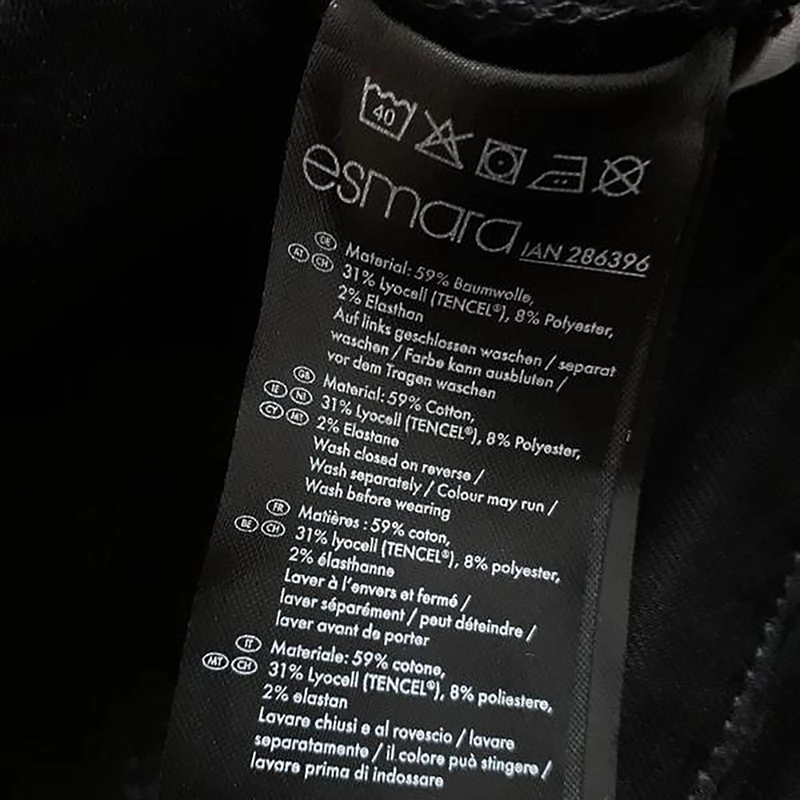 40
esmara
IAN 286396
DE
AT CH
Material: 59% Baumwolle,
31% Lyocell (TENCEL®), 8% Polyester,
2% Elasthan
Auf links geschlossen waschen / separat
waschen / Farbe kann ausbluten /
vor dem Tragen waschen
GB
IE NI
CY MT
Material: 59% Cotton,
31% Lyocell (TENCEL®), 8% Polyester,
2% Elastane
Wash closed on reverse /
Wash separately / Colour may run /
Wash before wearing
FR
BE CH
Matières : 59% coton,
31% lyocell (TENCEL®), 8% polyester,
2% élasthanne
Laver à l'envers et fermé /
laver séparément / peut déteindre /
laver avant de porter
IT
MT CH
Materiale: 59% cotone,
31% Lyocell (TENCEL®), 8% poliestere,
2% elastan
Lavare chiusi e al rovescio / lavare
separatamente / il colore può stingere /
lavare prima di indossare